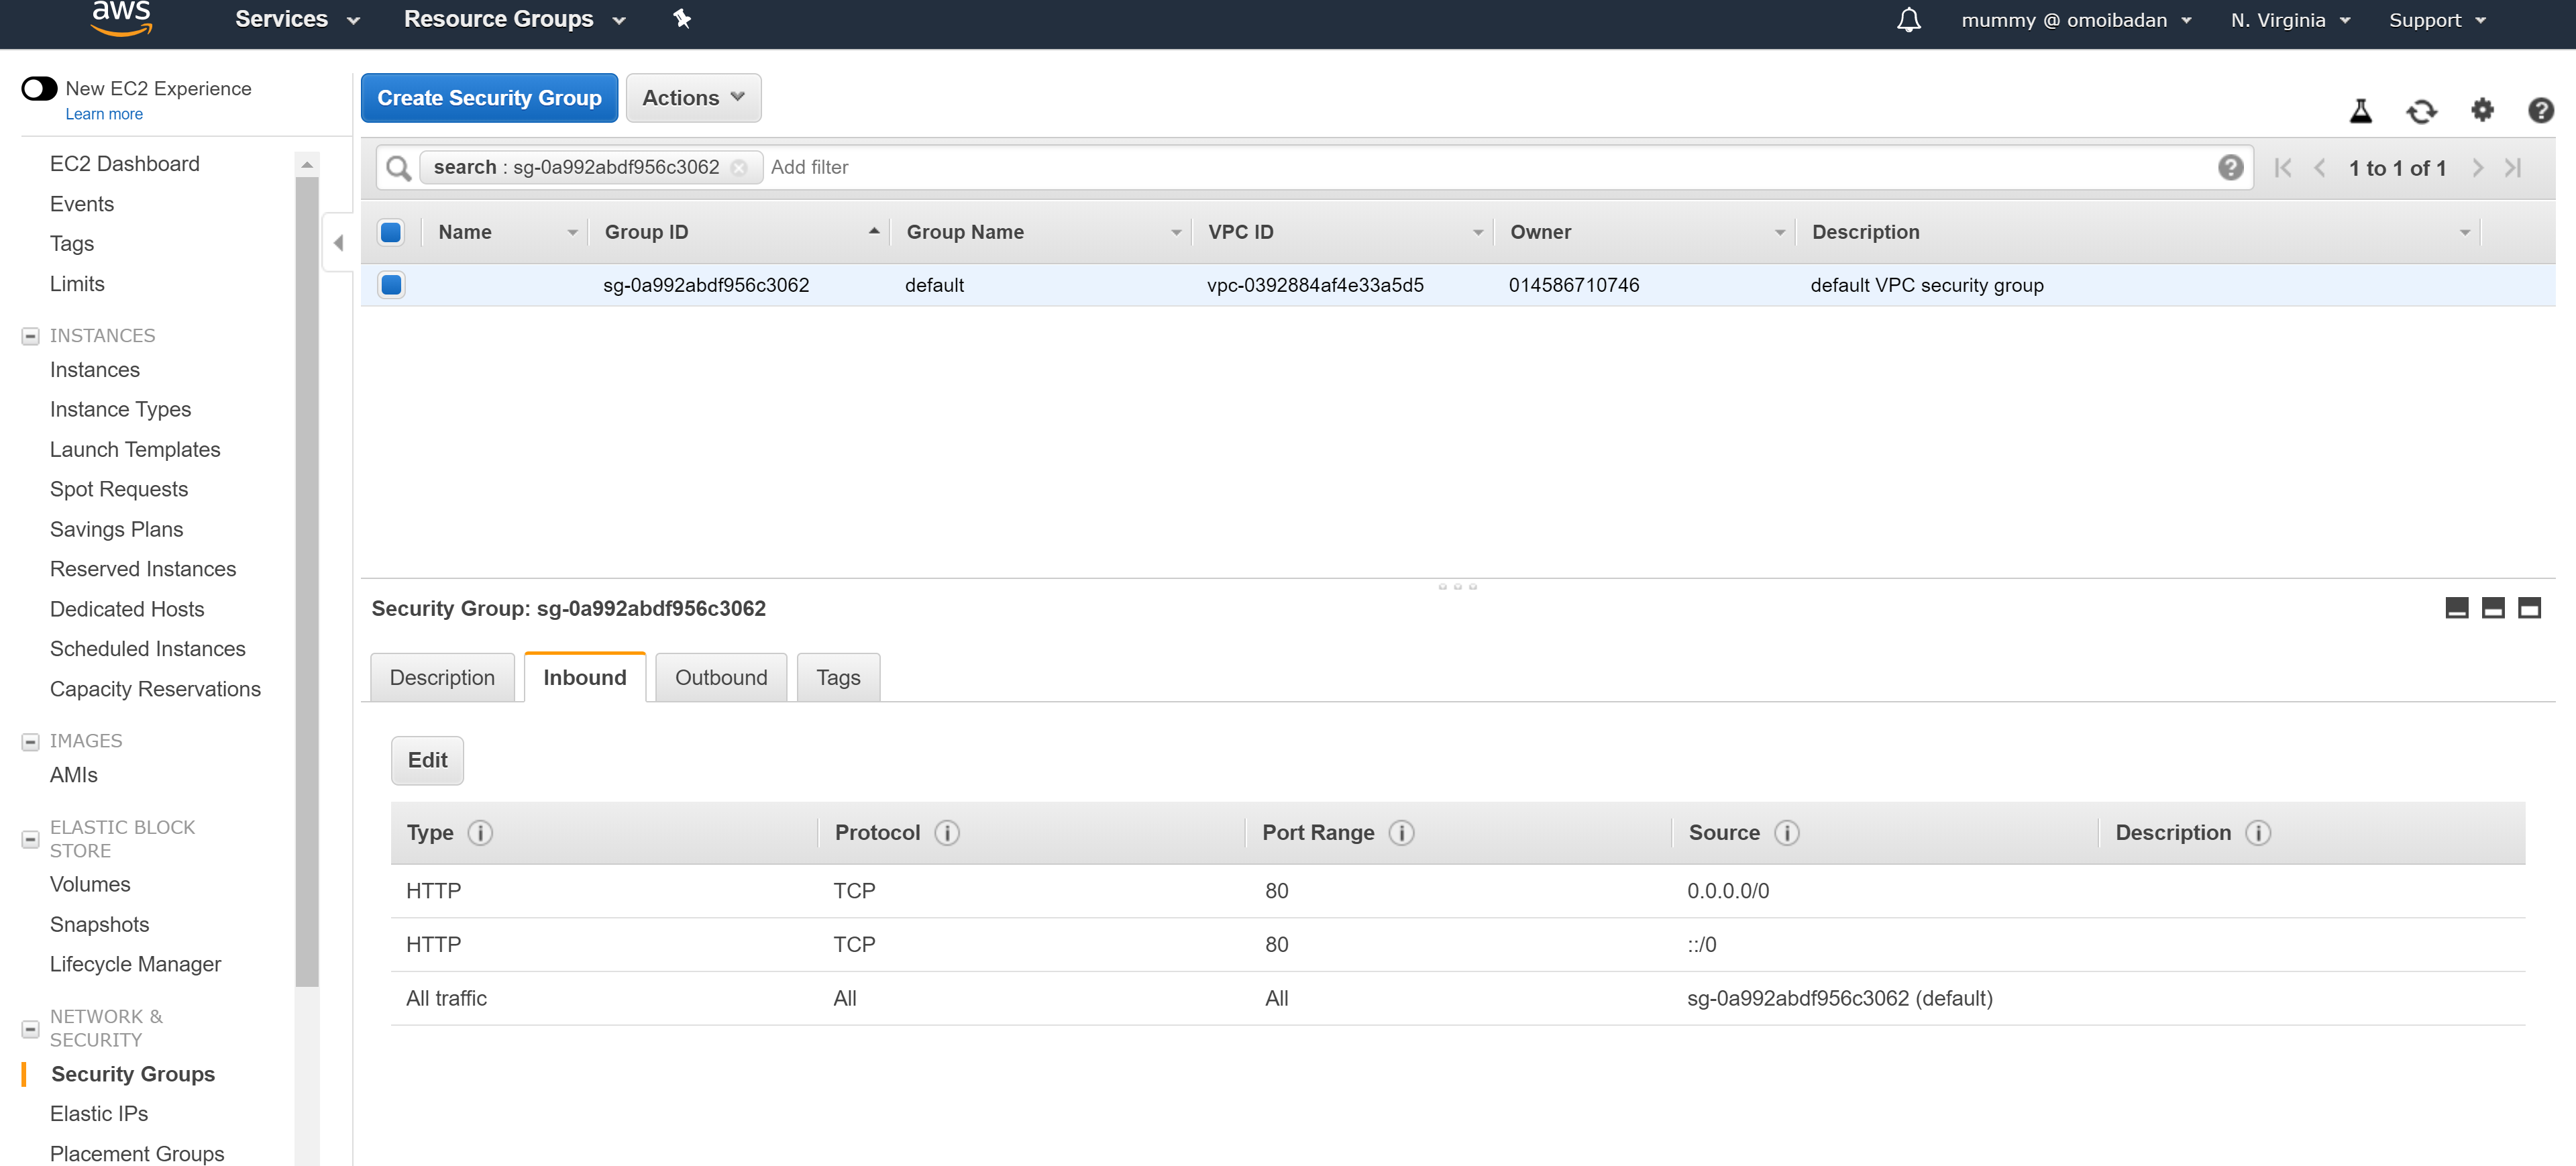 aws Services Resource Groups mummy @ omoibadan N. Virginia Support
New EC2 Experience
Learn more
EC2 Dashboard
Events
Tags
Limits
INSTANCES
Instances
Instance Types
Launch Templates
Spot Requests
Savings Plans
Reserved Instances
Dedicated Hosts
Scheduled Instances
Capacity Reservations
IMAGES
AMIs
ELASTIC BLOCK
STORE
Volumes
Snapshots
Lifecycle Manager
NETWORK &
SECURITY
Security Groups
Elastic IPs
Placement Groups
Create Security Group Actions
search : sg-0a992abdf956c3062 Add filter 1 to 1 of 1
Name Group ID Group Name VPC ID Owner Description
sg-0a992abdf956c3062 default vpc-0392884af4e33a5d5 014586710746 default VPC security group
Security Group: sg-0a992abdf956c3062
Description Inbound Outbound Tags
Edit
Type Protocol Port Range Source Description
HTTP TCP 80 0.0.0.0/0
HTTP TCP 80 ::/0
All traffic All All sg-0a992abdf956c3062 (default)